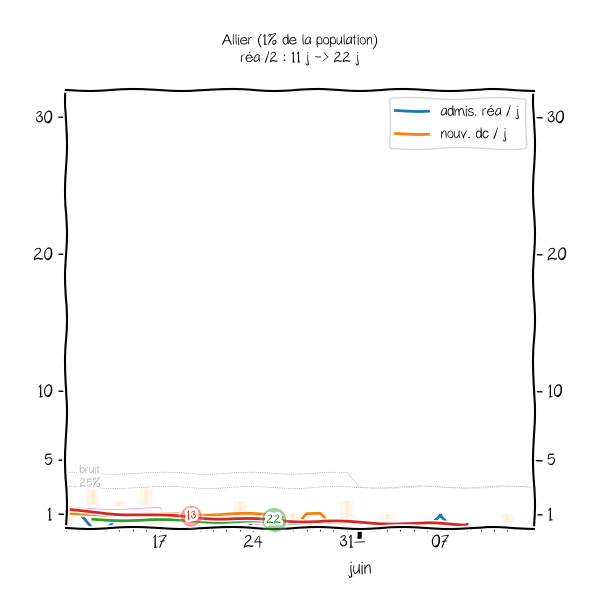 Allier (1% de la population)
réa /2 : 11 j -> 22 j
admis. réa / j
nouv. dc / j
30
30
20
20
10
10
5
5
bruit
25%
1
1
13
22
17
24
31
07
juin